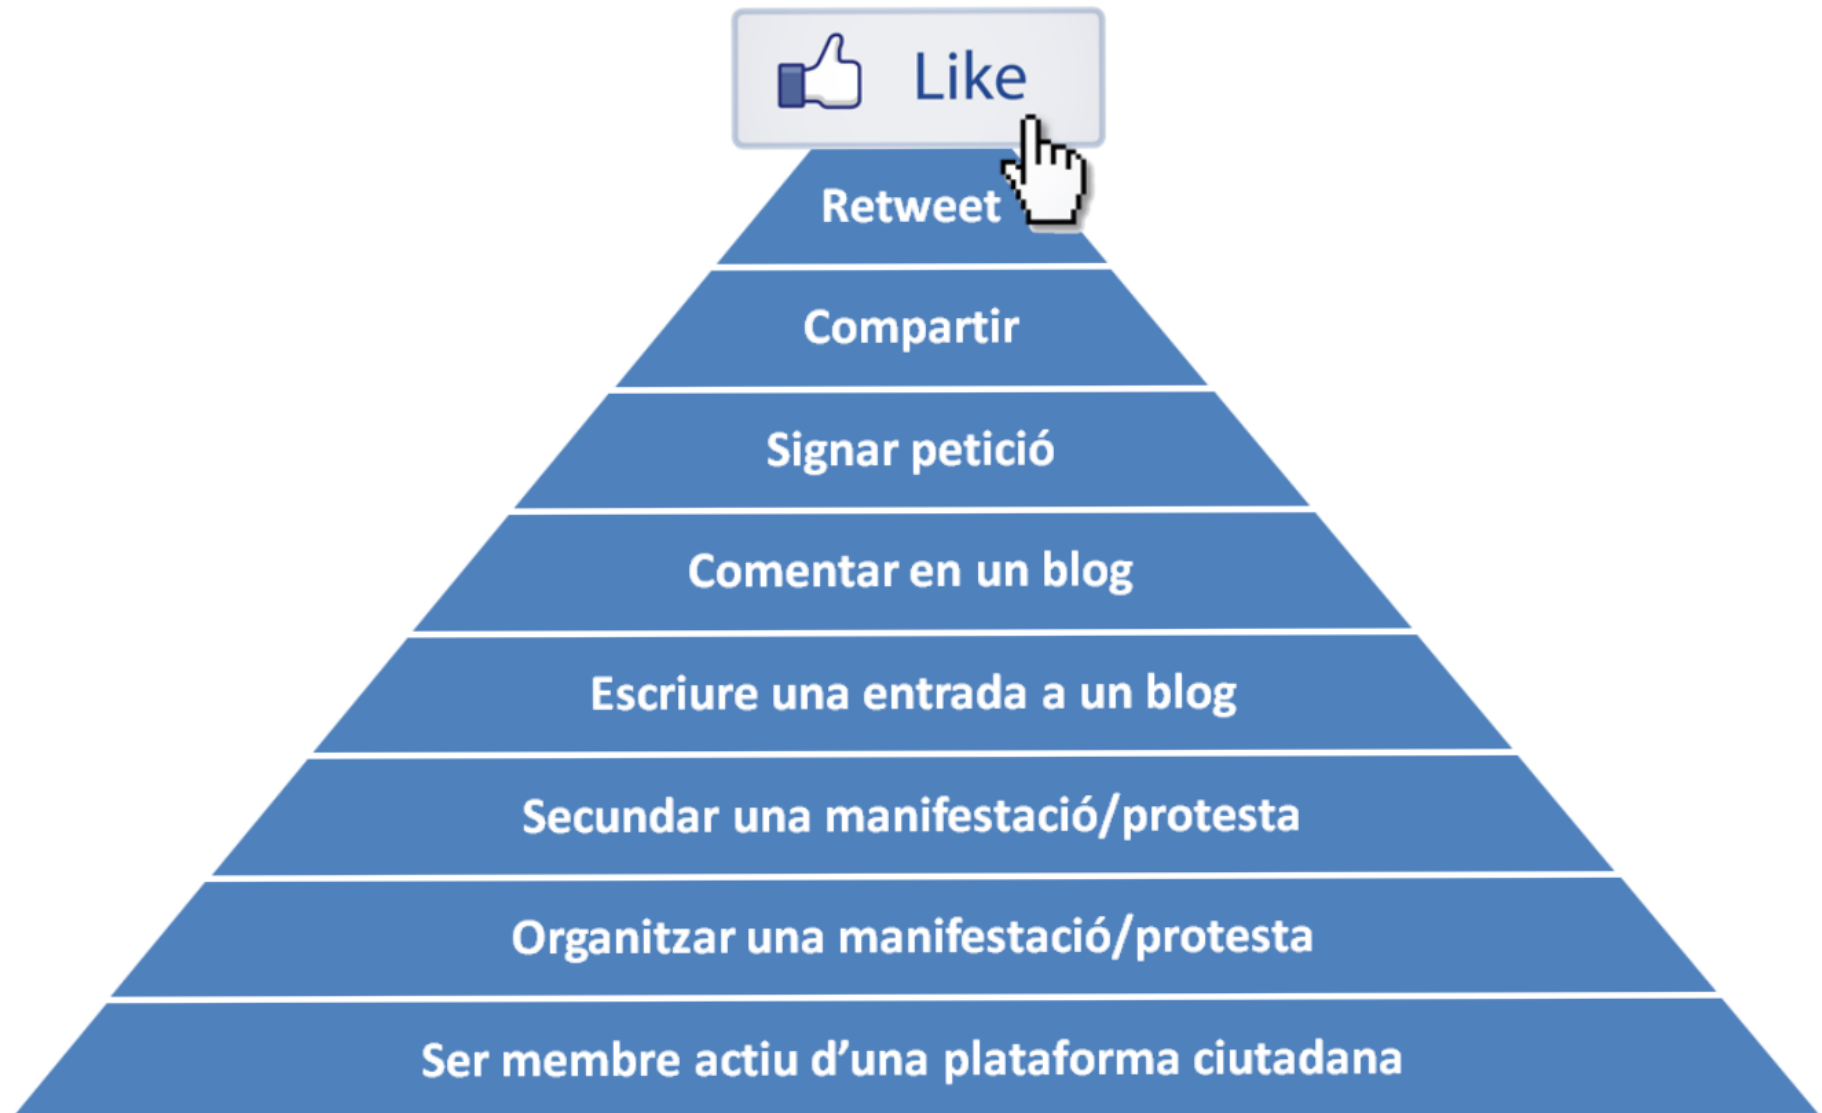 Like
Retweet
Compartir
Signar petició
Comentar en un blog
Escriure una entrada a un blog
Secundar una manifestació/protesta
Organitzar una manifestació/protesta
Ser membre actiu d’una plataforma ciutadana